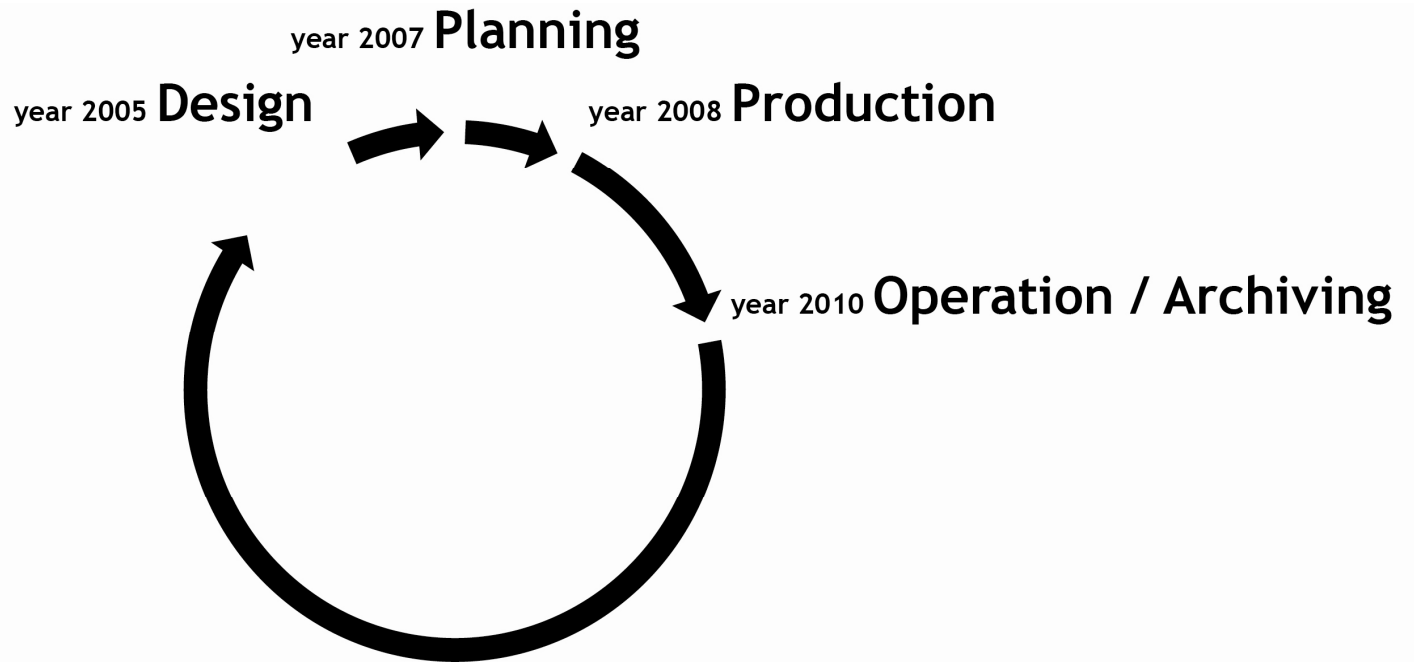 year 2007 Planning
year 2005 Design
year 2008 Production
year 2010 Operation / Archiving